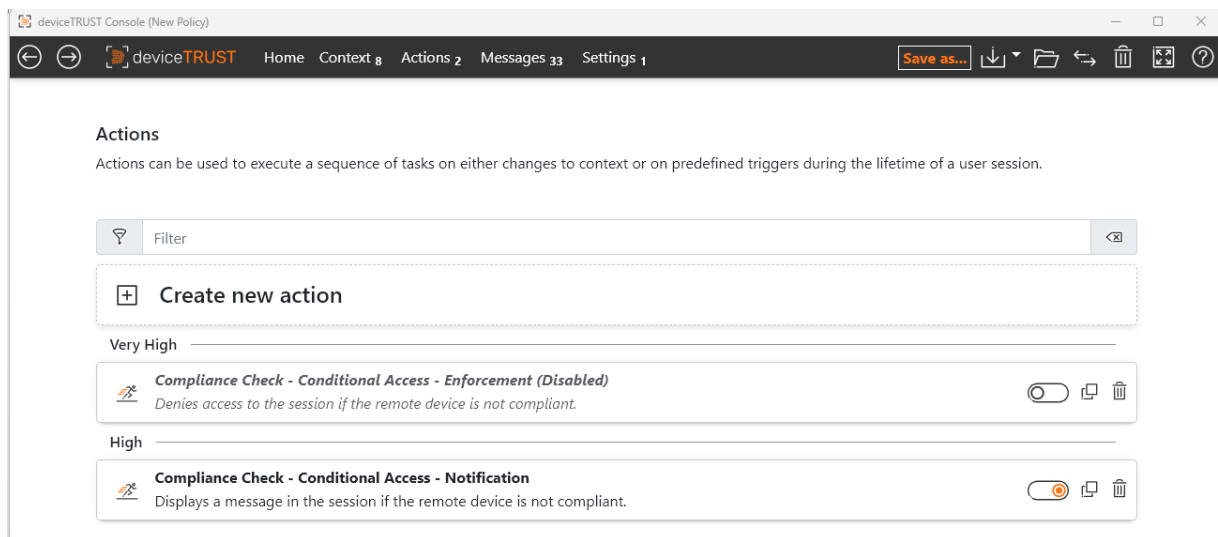 deviceTRUST Console (New Policy)
deviceTRUST Home Context 8 Actions 2 Messages 33 Settings 1 Save as...
Actions
Actions can be used to execute a sequence of tasks on either changes to context or on predefined triggers during the lifetime of a user session.
Filter
Create new action
Very High
Compliance Check - Conditional Access - Enforcement (Disabled)
Denies access to the session if the remote device is not compliant.
High
Compliance Check - Conditional Access - Notification
Displays a message in the session if the remote device is not compliant.